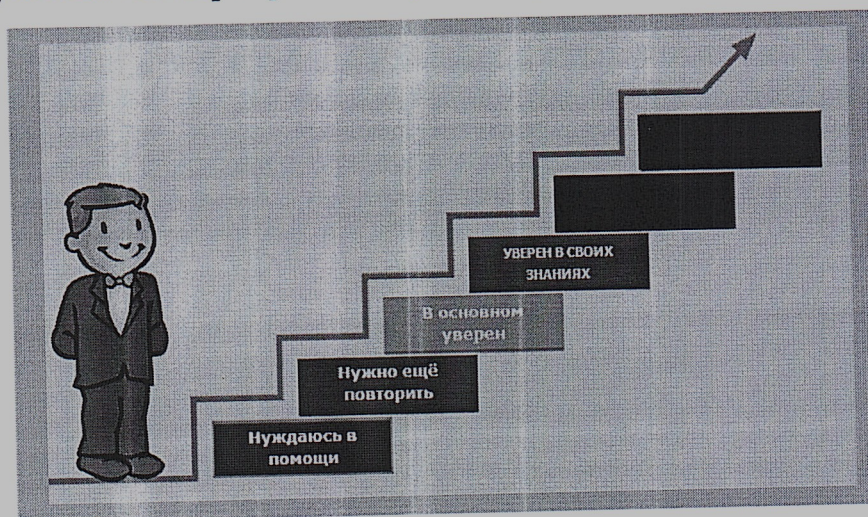 УВЕРЕН В СВОИХ
ЗНАНИЯХ
В основном
уверен
Нужно ещё
повторить
Нуждаюсь в
помощи